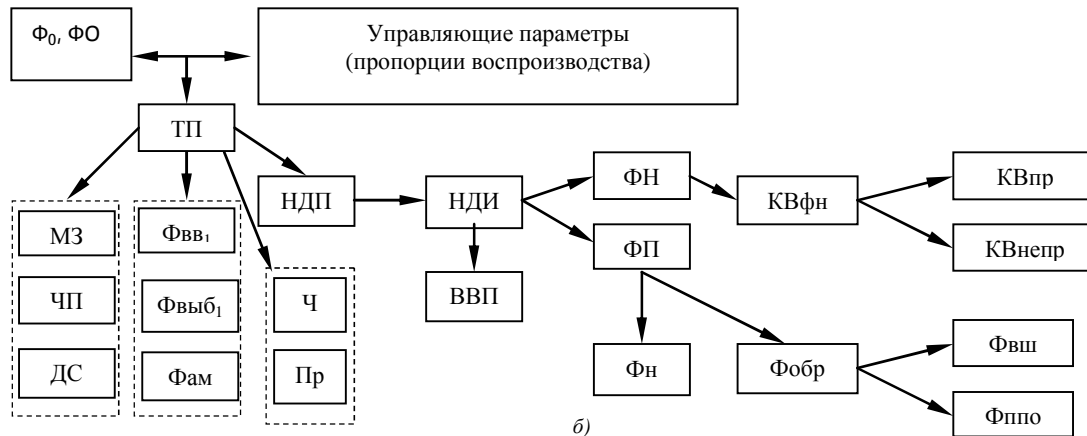 Ф₀, ФО
Управляющие параметры
(пропорции воспроизводства)
ТП
МЗ
ЧП
ДС
Фвв₁
Фвыб₁
Фам
НДП
Ч
Пр
НДИ
ВВП
ФН
ФП
КВфн
КВпр
КВнепр
Фн
Фобр
Фвш
Фппо
б)